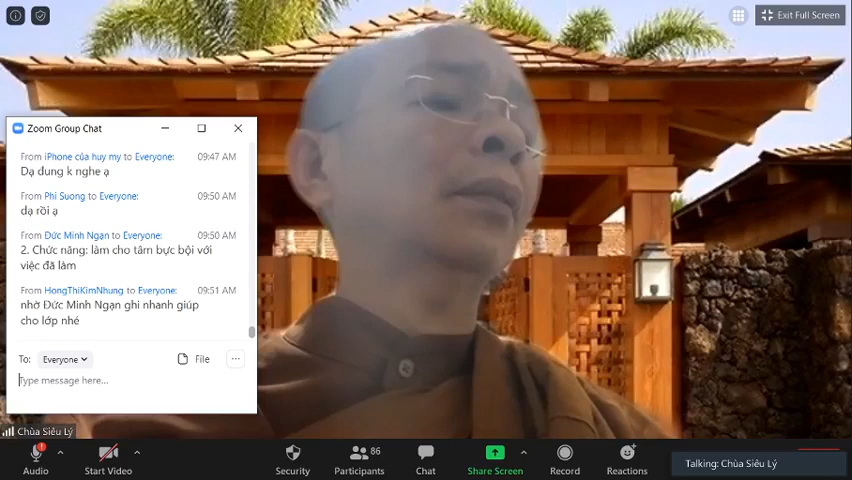 Exit Full Screen
Zoom Group Chat
From iPhone của huy my to Everyone: 09:47 AM
Dạ đung k nghe ạ
From Phi Suong to Everyone: 09:50 AM
dạ rồi ạ
From Đức Minh Ngạn to Everyone: 09:50 AM
2. Chức năng: làm cho tâm bực bội với
việc đã làm
From HongThiKimNhung to Everyone: 09:51 AM
nhờ Đức Minh Ngạn ghi nhanh giúp
cho lớp nhé
To: Everyone File
Type message here...
Chùa Siêu Lý
86
Audio Start Video Security Participants Chat Share Screen Record Reactions
Talking: Chùa Siêu Lý